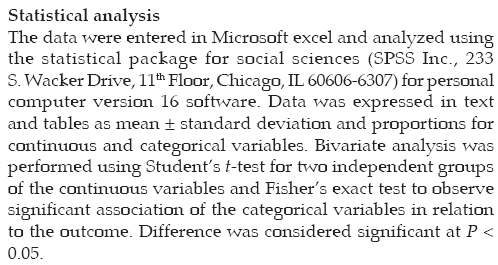 Statistical analysis
The data were entered in Microsoft excel and analyzed using
the statistical package for social sciences (SPSS Inc., 233
S. Wacker Drive, 11th Floor, Chicago, IL 60606-6307) for personal
computer version 16 software. Data was expressed in text
and tables as mean ± standard deviation and proportions for
continuous and categorical variables. Bivariate analysis was
performed using Student's t-test for two independent groups
of the continuous variables and Fisher's exact test to observe
significant association of the categorical variables in relation
to the outcome. Difference was considered significant at P <
0.05.